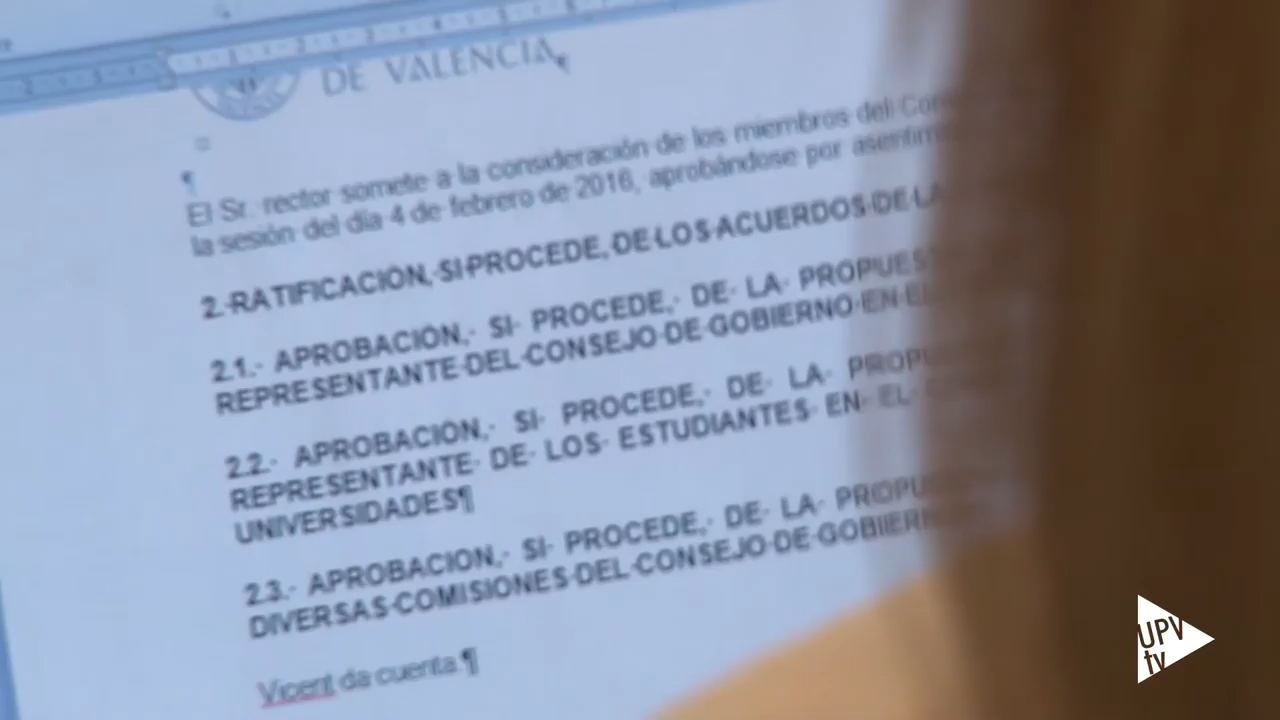 DE VALENCIA¶
¶
El Sr. rector somete a la consideración de los miembros del
la sesión del día 4 de febrero de 2016, aprobándose por
2.-RATIFICACIÓN, SI PROCEDE, DE LOS ACUERDOS DE LA
2.1.- APROBACIÓN, SI PROCEDE, DE LA
REPRESENTANTE DEL CONSEJO DE GOBIERNO EN EL
2.2.- APROBACIÓN, SI PROCEDE, DE LA
REPRESENTANTE DE LOS ESTUDIANTES EN EL
UNIVERSIDADES¶
2.3.- APROBACION, SI PROCEDE, DE LA
DIVERSAS COMISIONES DEL CONSEJO DE
Vicent da cuenta ¶
UPV
tv